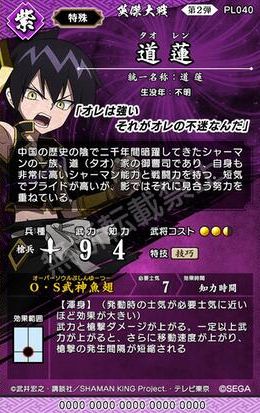 紫
特殊
英傑大戦
第2弾
PL040
タオ レン
道 蓮
統一名称：道 蓮
生没年：不明
「オレは強い
それがオレの不迷なんだ」
中国の歴史の陰で二千年間暗躍してきたシャーマ
ンの一族、道（タオ）家の御曹司であり、自身も
非常に高いシャーマン能力と戦闘力を持つ。短気
でプライドが高いが、影ではそれに見合う努力を
重ねている。
兵種
武力
知力
武将コスト
槍兵
9
4
特技
技巧
オーバーソウルぶしんゆーつー
O・S武神魚翅
必要士気
7
効果時間
知力時間
効果範囲
【渾身】（発動時の士気が必要士気に近い
ほど効果が大きい）
武力と槍撃ダメージが上がる。一定以上武
力が上がると、さらに移動速度が上がり、
槍撃の発生間隔が短縮される
©武井宏之・講談社／SHAMAN KING Project.・テレビ東京
©SEGA
0000 0000 0000 0000 0000